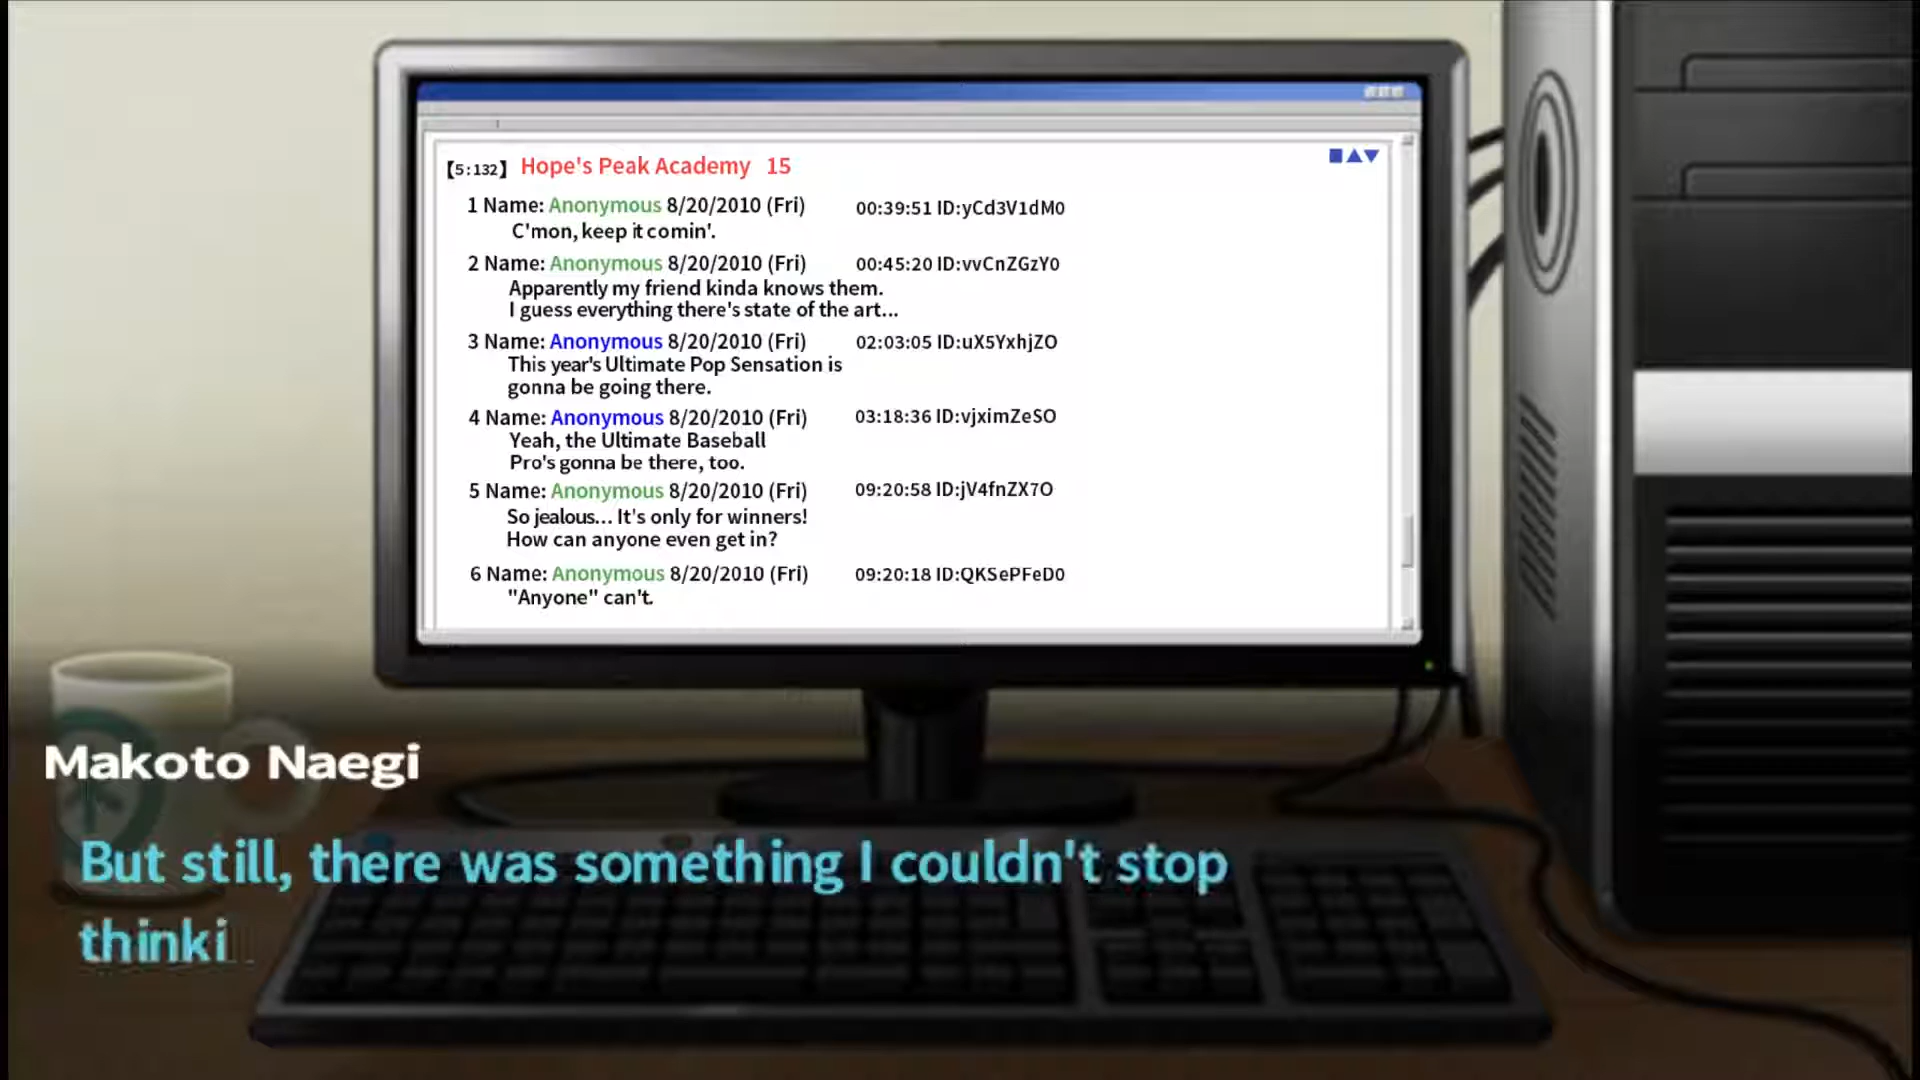 【5:132】 Hope's Peak Academy 15
1 Name: Anonymous 8/20/2010 (Fri) 00:39:51 ID:yCd3V1dM0
C'mon, keep it comin'.
2 Name: Anonymous 8/20/2010 (Fri) 00:45:20 ID:vvCnZGzY0
Apparently my friend kinda knows them.
I guess everything there's state of the art...
3 Name: Anonymous 8/20/2010 (Fri) 02:03:05 ID:uX5YxhjZO
This year's Ultimate Pop Sensation is
gonna be going there.
4 Name: Anonymous 8/20/2010 (Fri) 03:18:36 ID:vjximZeSO
Yeah, the Ultimate Baseball
Pro's gonna be there, too.
5 Name: Anonymous 8/20/2010 (Fri) 09:20:58 ID:jV4fnZX7O
So jealous... It's only for winners!
How can anyone even get in?
6 Name: Anonymous 8/20/2010 (Fri) 09:20:18 ID:QKSePFeD0
"Anyone" can't.
Makoto Naegi
But still, there was something I couldn't stop
thinki